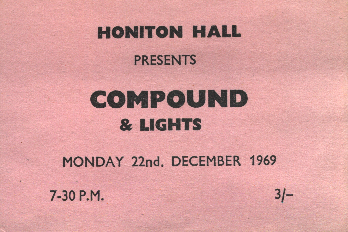 HONITON HALL
PRESENTS
COMPOUND
& LIGHTS
MONDAY 22nd. DECEMBER 1969
7-30 P.M. 3/-